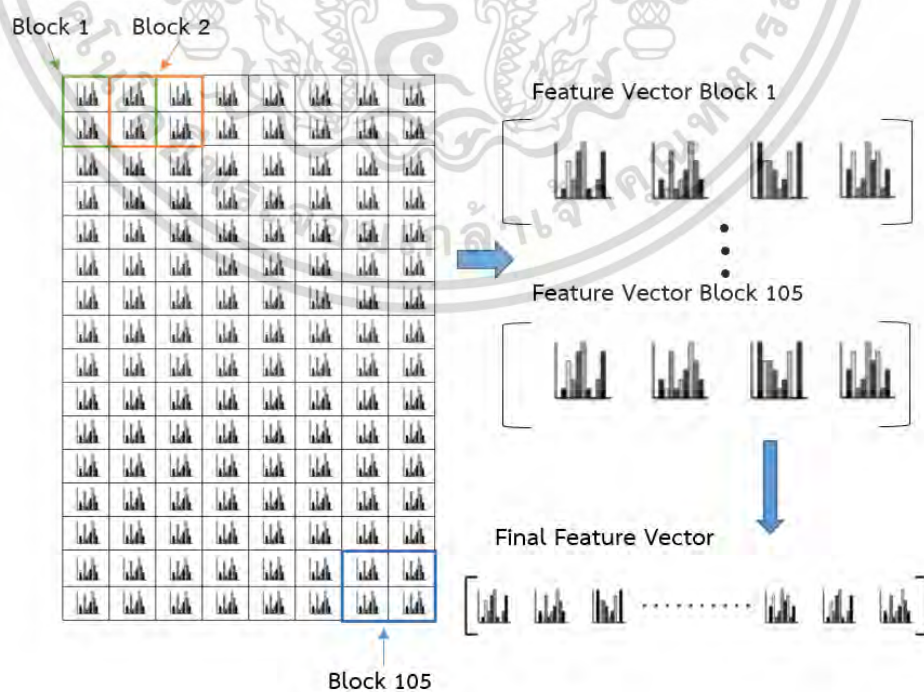 Block 1 Block 2
Feature Vector Block 1
Feature Vector Block 105
Final Feature Vector
Block 105